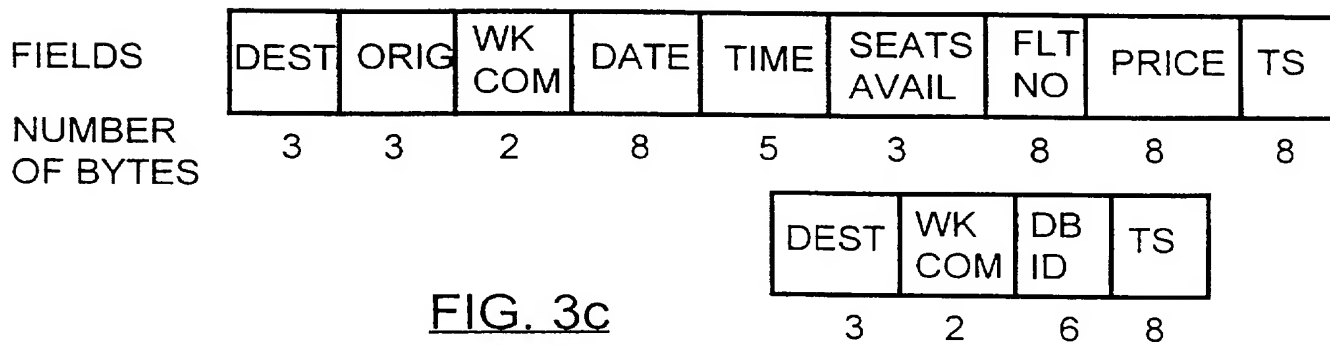 FIELDS DEST ORIG WK COM DATE TIME SEATS AVAIL FLT NO PRICE TS
NUMBER OF BYTES 3 3 2 8 5 3 8 8 8
DEST WK COM DB ID TS
3 2 6 8
FIG. 3c